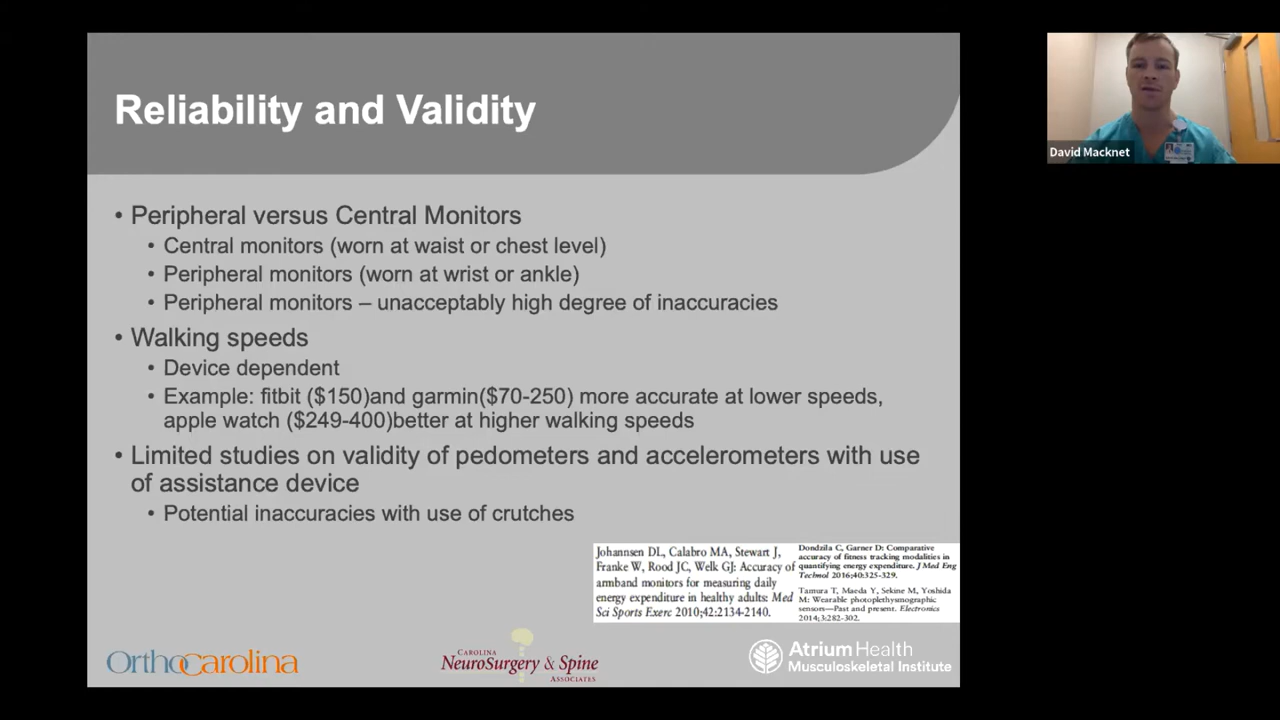 Reliability and Validity
David Macknet
• Peripheral versus Central Monitors
• Central monitors (worn at waist or chest level)
• Peripheral monitors (worn at wrist or ankle)
• Peripheral monitors – unacceptably high degree of inaccuracies
• Walking speeds
• Device dependent
• Example: fitbit ($150)and garmin($70-250) more accurate at lower speeds,
apple watch ($249-400)better at higher walking speeds
• Limited studies on validity of pedometers and accelerometers with use
of assistance device
• Potential inaccuracies with use of crutches
Johannsen DL, Calabro MA, Stewart J,
Franke W, Rood JC, Welk GJ: Accuracy of
armband monitors for measuring daily
energy expenditure in healthy adults: Med
Sci Sports Exerc 2010;42:2134-2140.
Dondzila C, Garner D: Comparative
accuracy of fitness tracking modalities in
quantifying energy expenditure. J Med Eng
Technol 2016;40:325-329.
Tamura T, Maeda Y, Sekine M, Yoshida
M: Wearable photoplethysmographic
sensors—Past and present. Electronics
2014;3:282-302.
OrthoCarolina
CAROLINA
NEUROSURGERY & SPINE
ASSOCIATES
Atrium Health
Musculoskeletal Institute